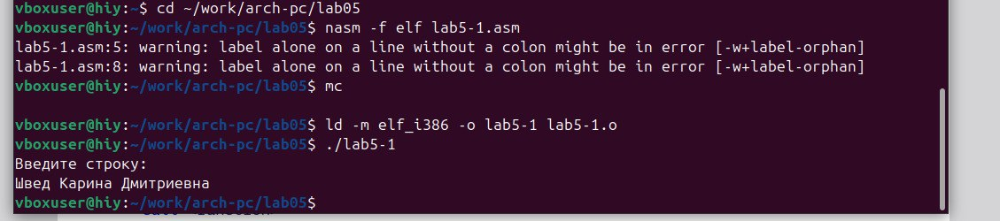 vboxuser@hiy:~$ cd ~/work/arch-pc/lab05
vboxuser@hiy:~/work/arch-pc/lab05$ nasm -f elf lab5-1.asm
lab5-1.asm:5: warning: label alone on a line without a colon might be in error [-w+label-orphan]
lab5-1.asm:8: warning: label alone on a line without a colon might be in error [-w+label-orphan]
vboxuser@hiy:~/work/arch-pc/lab05$ mc
vboxuser@hiy:~/work/arch-pc/lab05$ ld -m elf_i386 -o lab5-1 lab5-1.o
vboxuser@hiy:~/work/arch-pc/lab05$ ./lab5-1
Введите строку:
Швед Карина Дмитриевна
vboxuser@hiy:~/work/arch-pc/lab05$